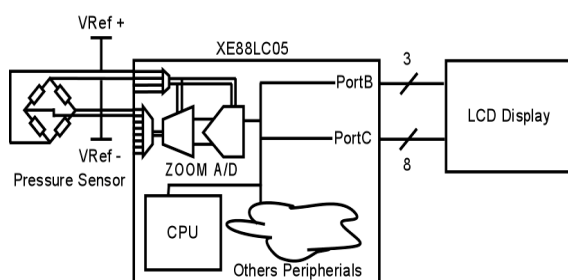 VRef +
XE88LC05
PortB
3
LCD Display
PortC
8
VRef -
ZOOM A/D
Pressure Sensor
CPU
Others Peripherials